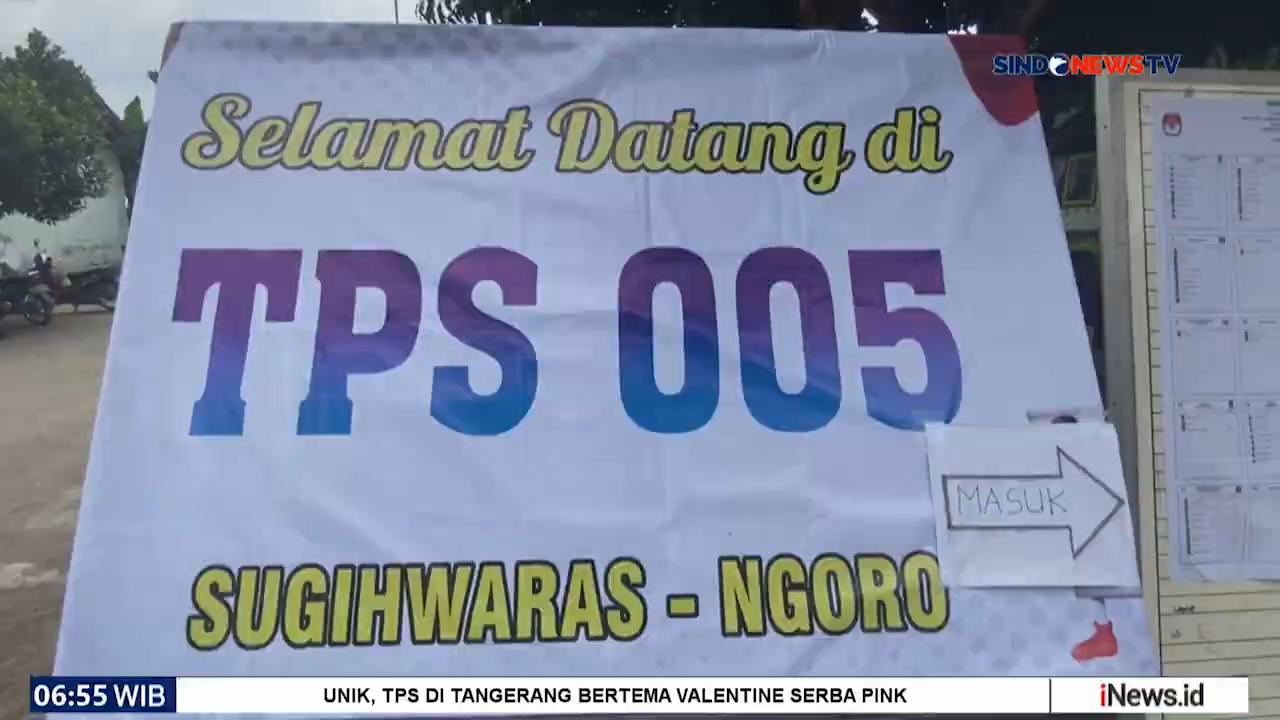 SINDONEWSTV
Selamat Datang di
TPS 005
MASUK
SUGIHWARAS - NGORO
06:55 WIB
UNIK, TPS DI TANGERANG BERTEMA VALENTINE SERBA PINK
iNews.id